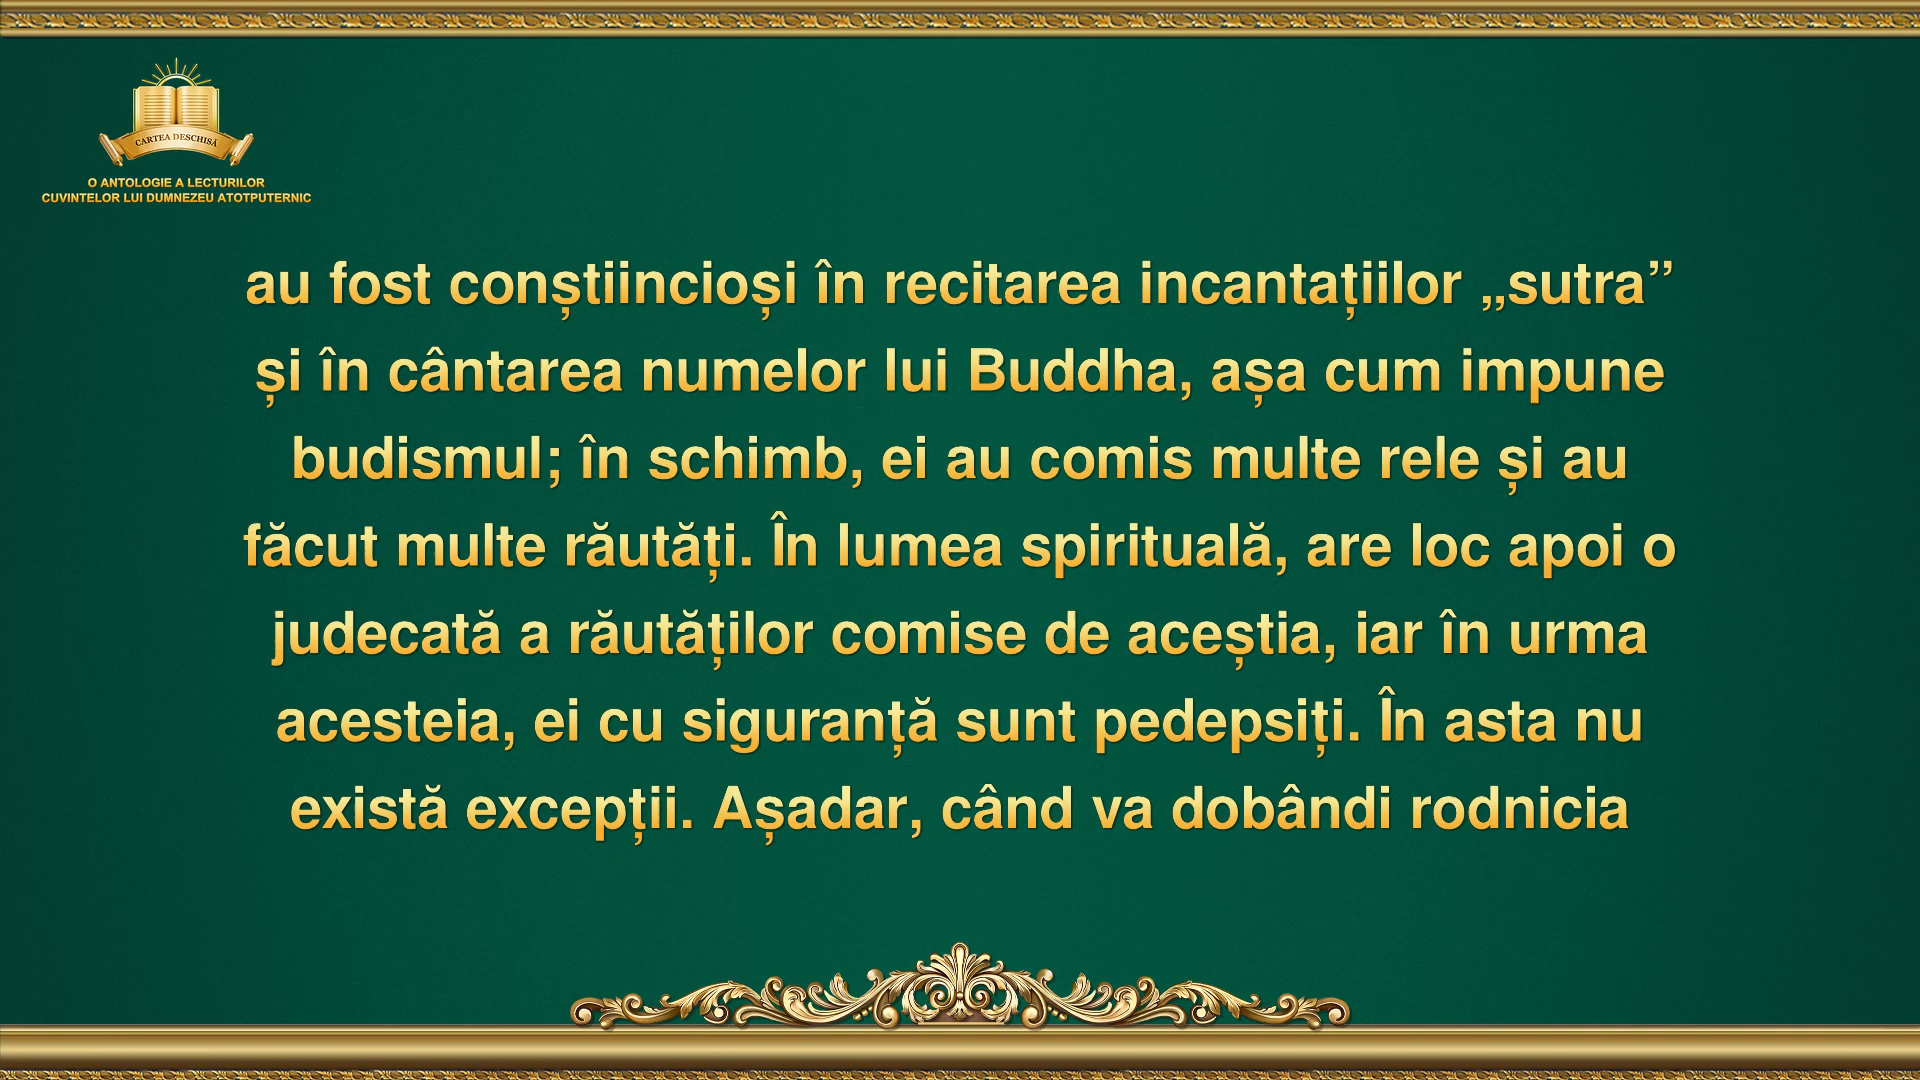 CARTEA DESCHISĂ
O ANTOLOGIE A LECTURILOR
CUVINTELOR LUI DUMNEZEU ATOTPUTERNIC
au fost conștiincioși în recitarea incantațiilor „sutra”
și în cântarea numelor lui Buddha, așa cum impune
budismul; în schimb, ei au comis multe rele și au
făcut multe răutăți. În lumea spirituală, are loc apoi o
judecată a răutăților comise de aceștia, iar în urma
acesteia, ei cu siguranță sunt pedepsiți. În asta nu
există excepții. Așadar, când va dobândi rodnicia